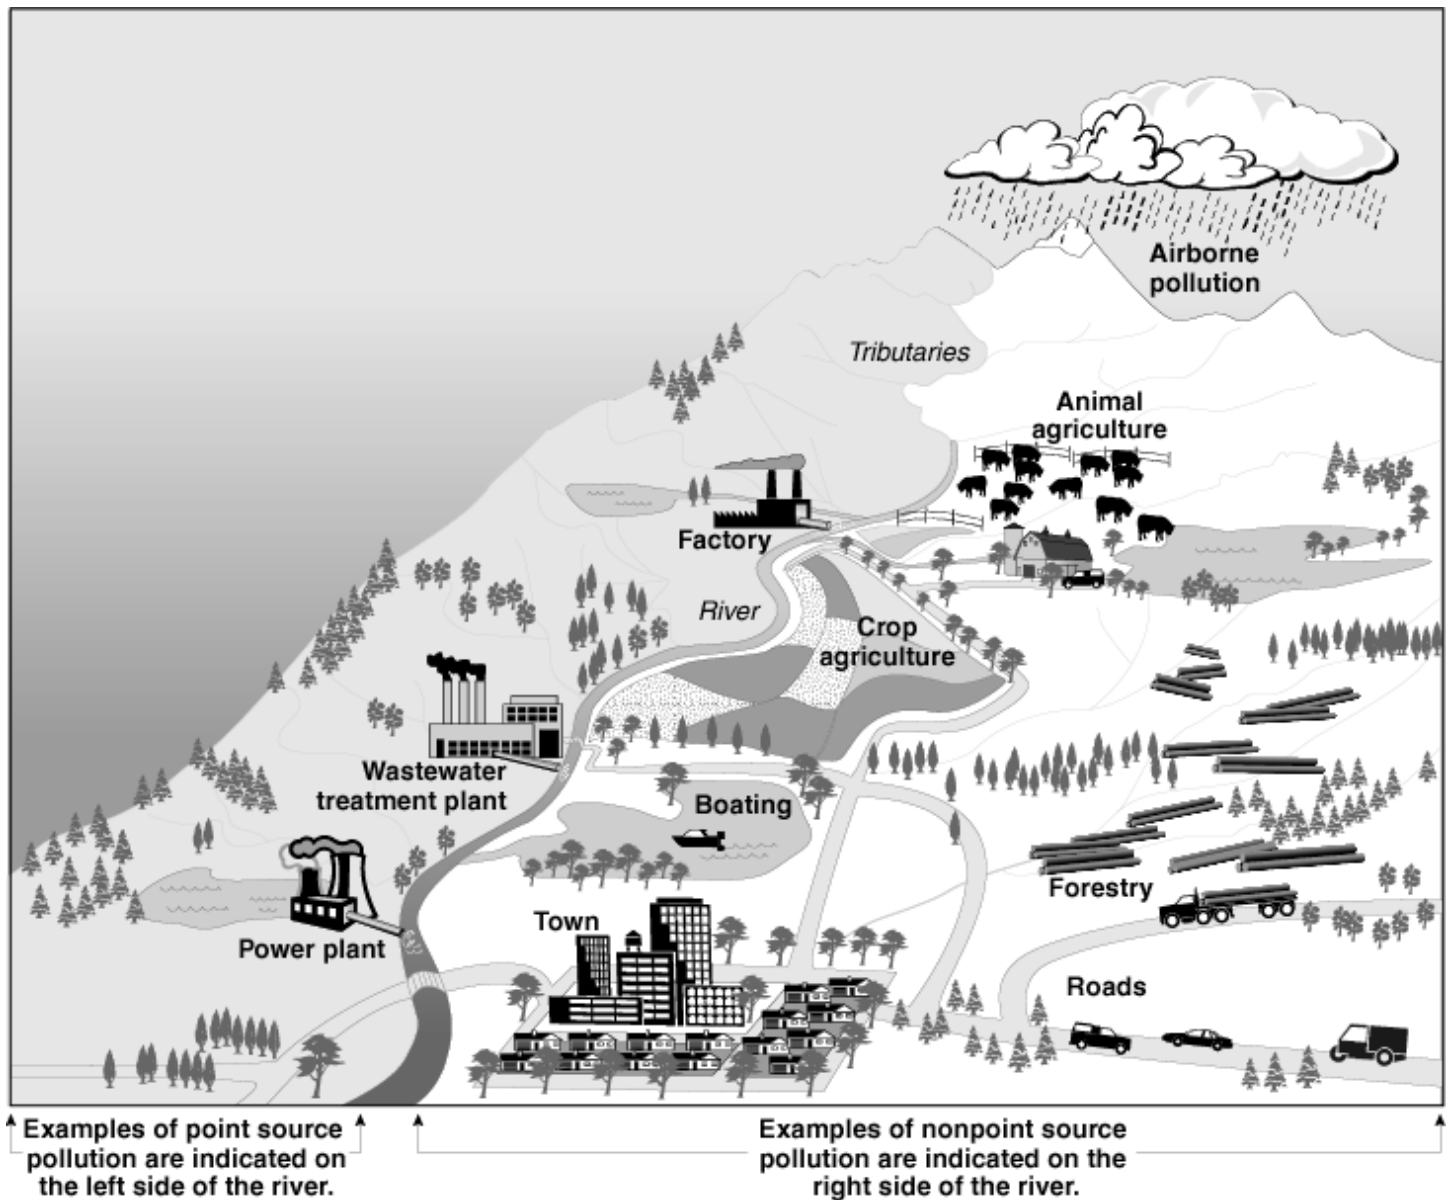 Airborne
pollution
Tributaries
Animal
agriculture
Factory
River
Crop
agriculture
Wastewater
treatment plant
Boating
Forestry
Town
Power plant
Roads
Examples of point source
pollution are indicated on
the left side of the river.
Examples of nonpoint source
pollution are indicated on the
right side of the river.